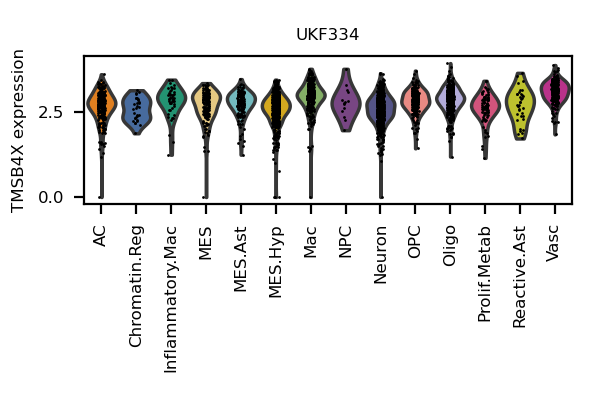 UKF334
TMSB4X expression
2.5
0.0
AC
Chromatin.Reg
Inflammatory.Mac
MES
MES.Ast
MES.Hyp
Mac
NPC
Neuron
OPC
Oligo
Prolif.Metab
Reactive.Ast
Vasc